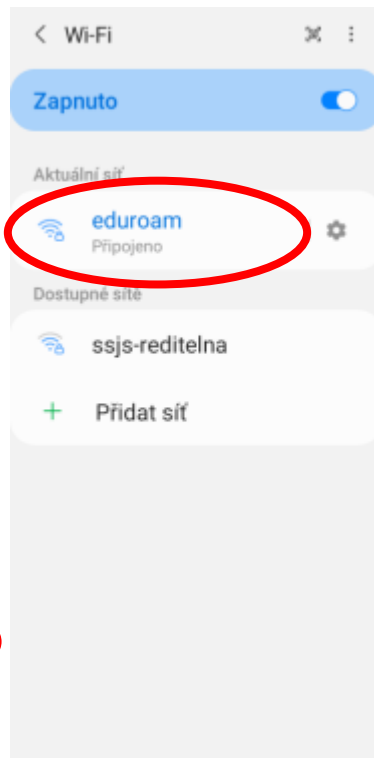 Wi-Fi
Zapnuto
Aktuální síť
eduroam
Připojeno
Dostupné sítě
ssjs-reditelna
Přidat síť